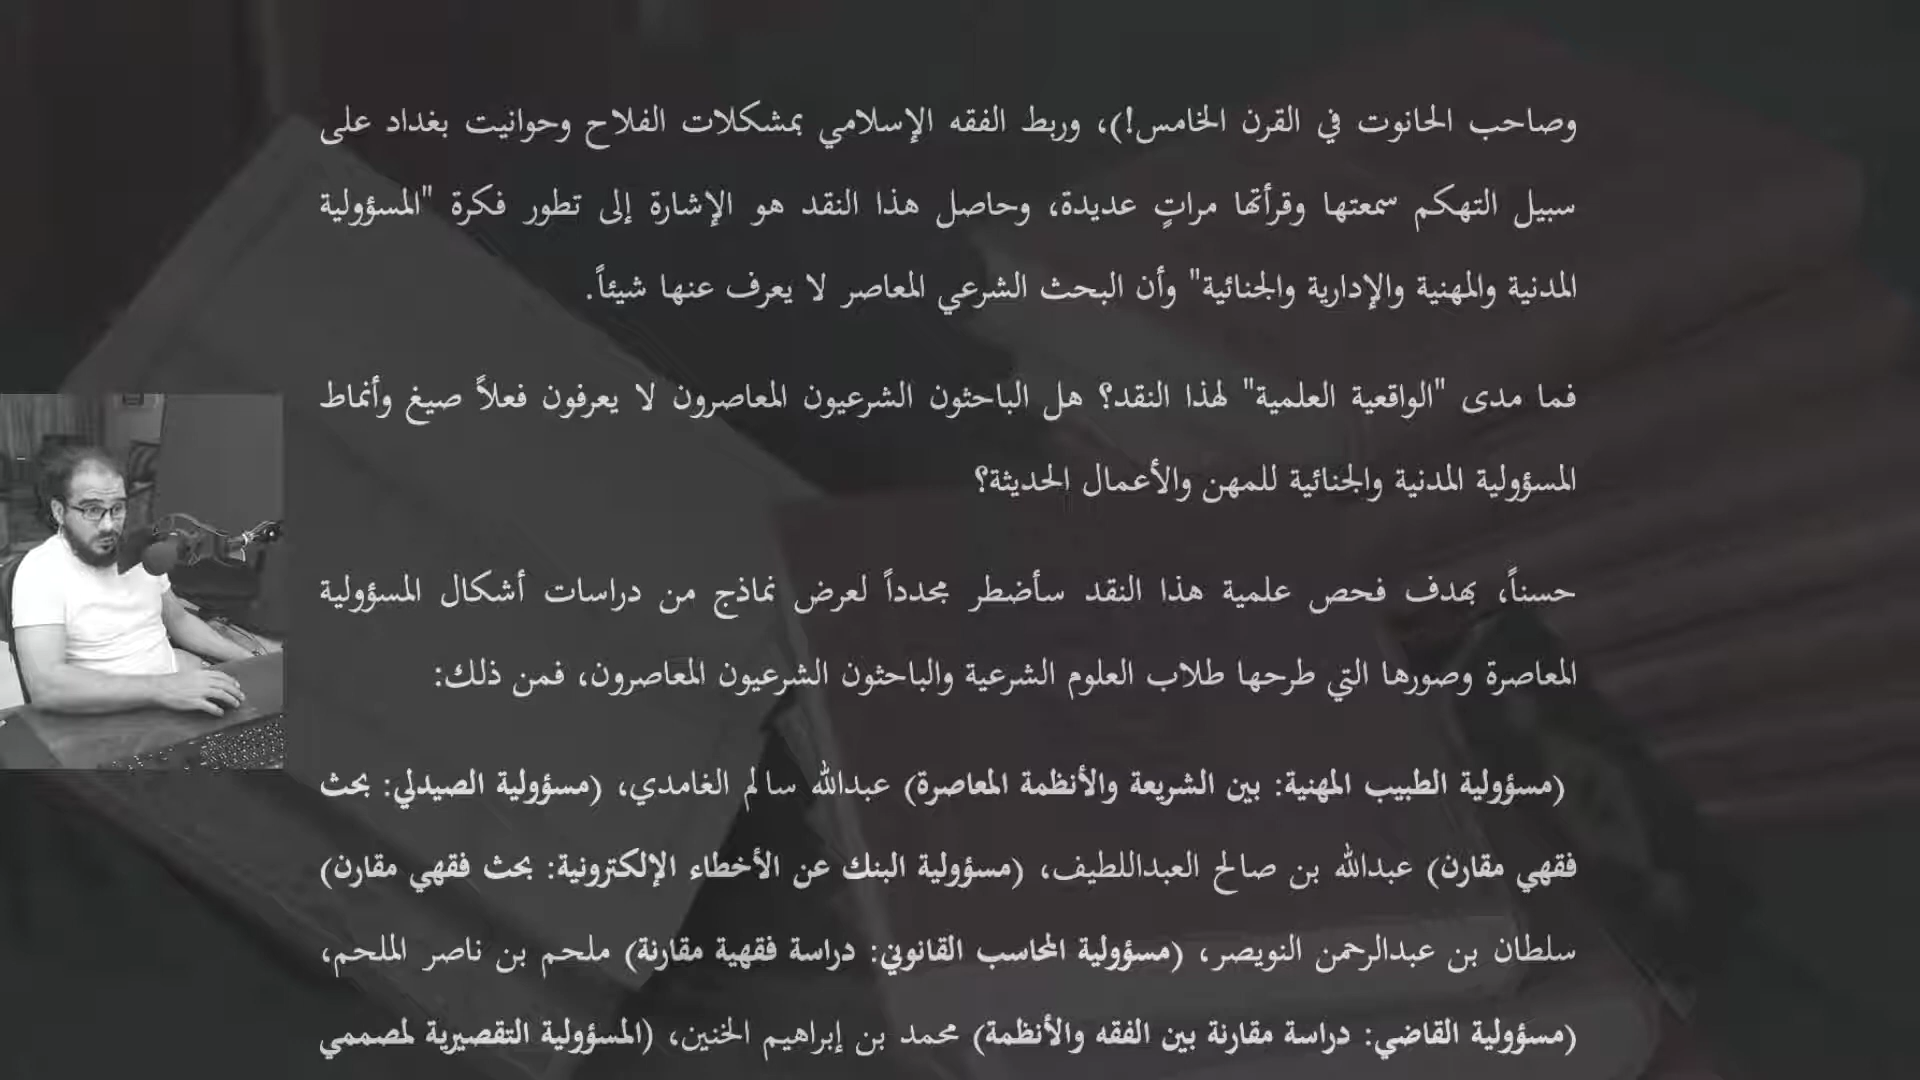 وصاحب الحانوت في القرن الخامس!)، وربط الفقه الإسلامي بمشكلات الفلاح وحوانيت بغداد على
سبيل التهكم سمعتها وقرأتها مراتٍ عديدة، وحاصل هذا النقد هو الإشارة إلى تطور فكرة "المسؤولية
المدنية والمهنية والإدارية والجنائية" وأن البحث الشرعي المعاصر لا يعرف عنها شيئاً.
فما مدى "الواقعية العلمية" لهذا النقد؟ هل الباحثون الشرعيون المعاصرون لا يعرفون فعلاً صيغ وأنماط
المسؤولية المدنية والجنائية للمهن والأعمال الحديثة؟
حسناً، بهدف فحص علمية هذا النقد سأضطر مجدداً لعرض نماذج من دراسات أشكال المسؤولية
المعاصرة وصورها التي طرحها طلاب العلوم الشرعية والباحثون الشرعيون المعاصرون، فمن ذلك:
(مسؤولية الطبيب المهنية: بين الشريعة والأنظمة المعاصرة) عبدالله سالم الغامدي، (مسؤولية الصيدلي: بحث
فقهي مقارن) عبدالله بن صالح العبداللطيف، (مسؤولية البنك عن الأخطاء الإلكترونية: بحث فقهي مقارن)
سلطان بن عبدالرحمن النويصر، (مسؤولية المحاسب القانوني: دراسة فقهية مقارنة) ملحم بن ناصر الملحم،
(مسؤولية القاضي: دراسة مقارنة بين الفقه والأنظمة) محمد بن إبراهيم الخنين، (المسؤولية التقصيرية لمصممي